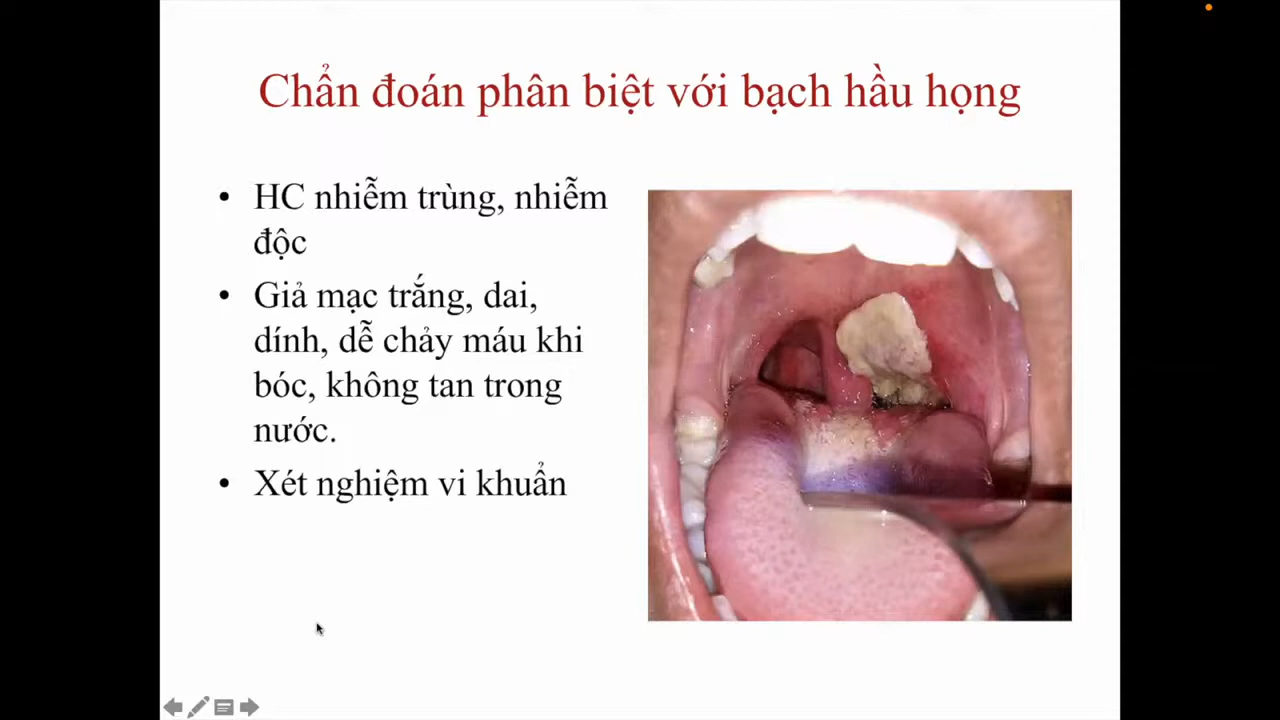 Chẩn đoán phân biệt với bạch hầu họng
• HC nhiễm trùng, nhiễm
độc
• Giả mạc trắng, dai,
dính, dễ chảy máu khi
bóc, không tan trong
nước.
• Xét nghiệm vi khuẩn